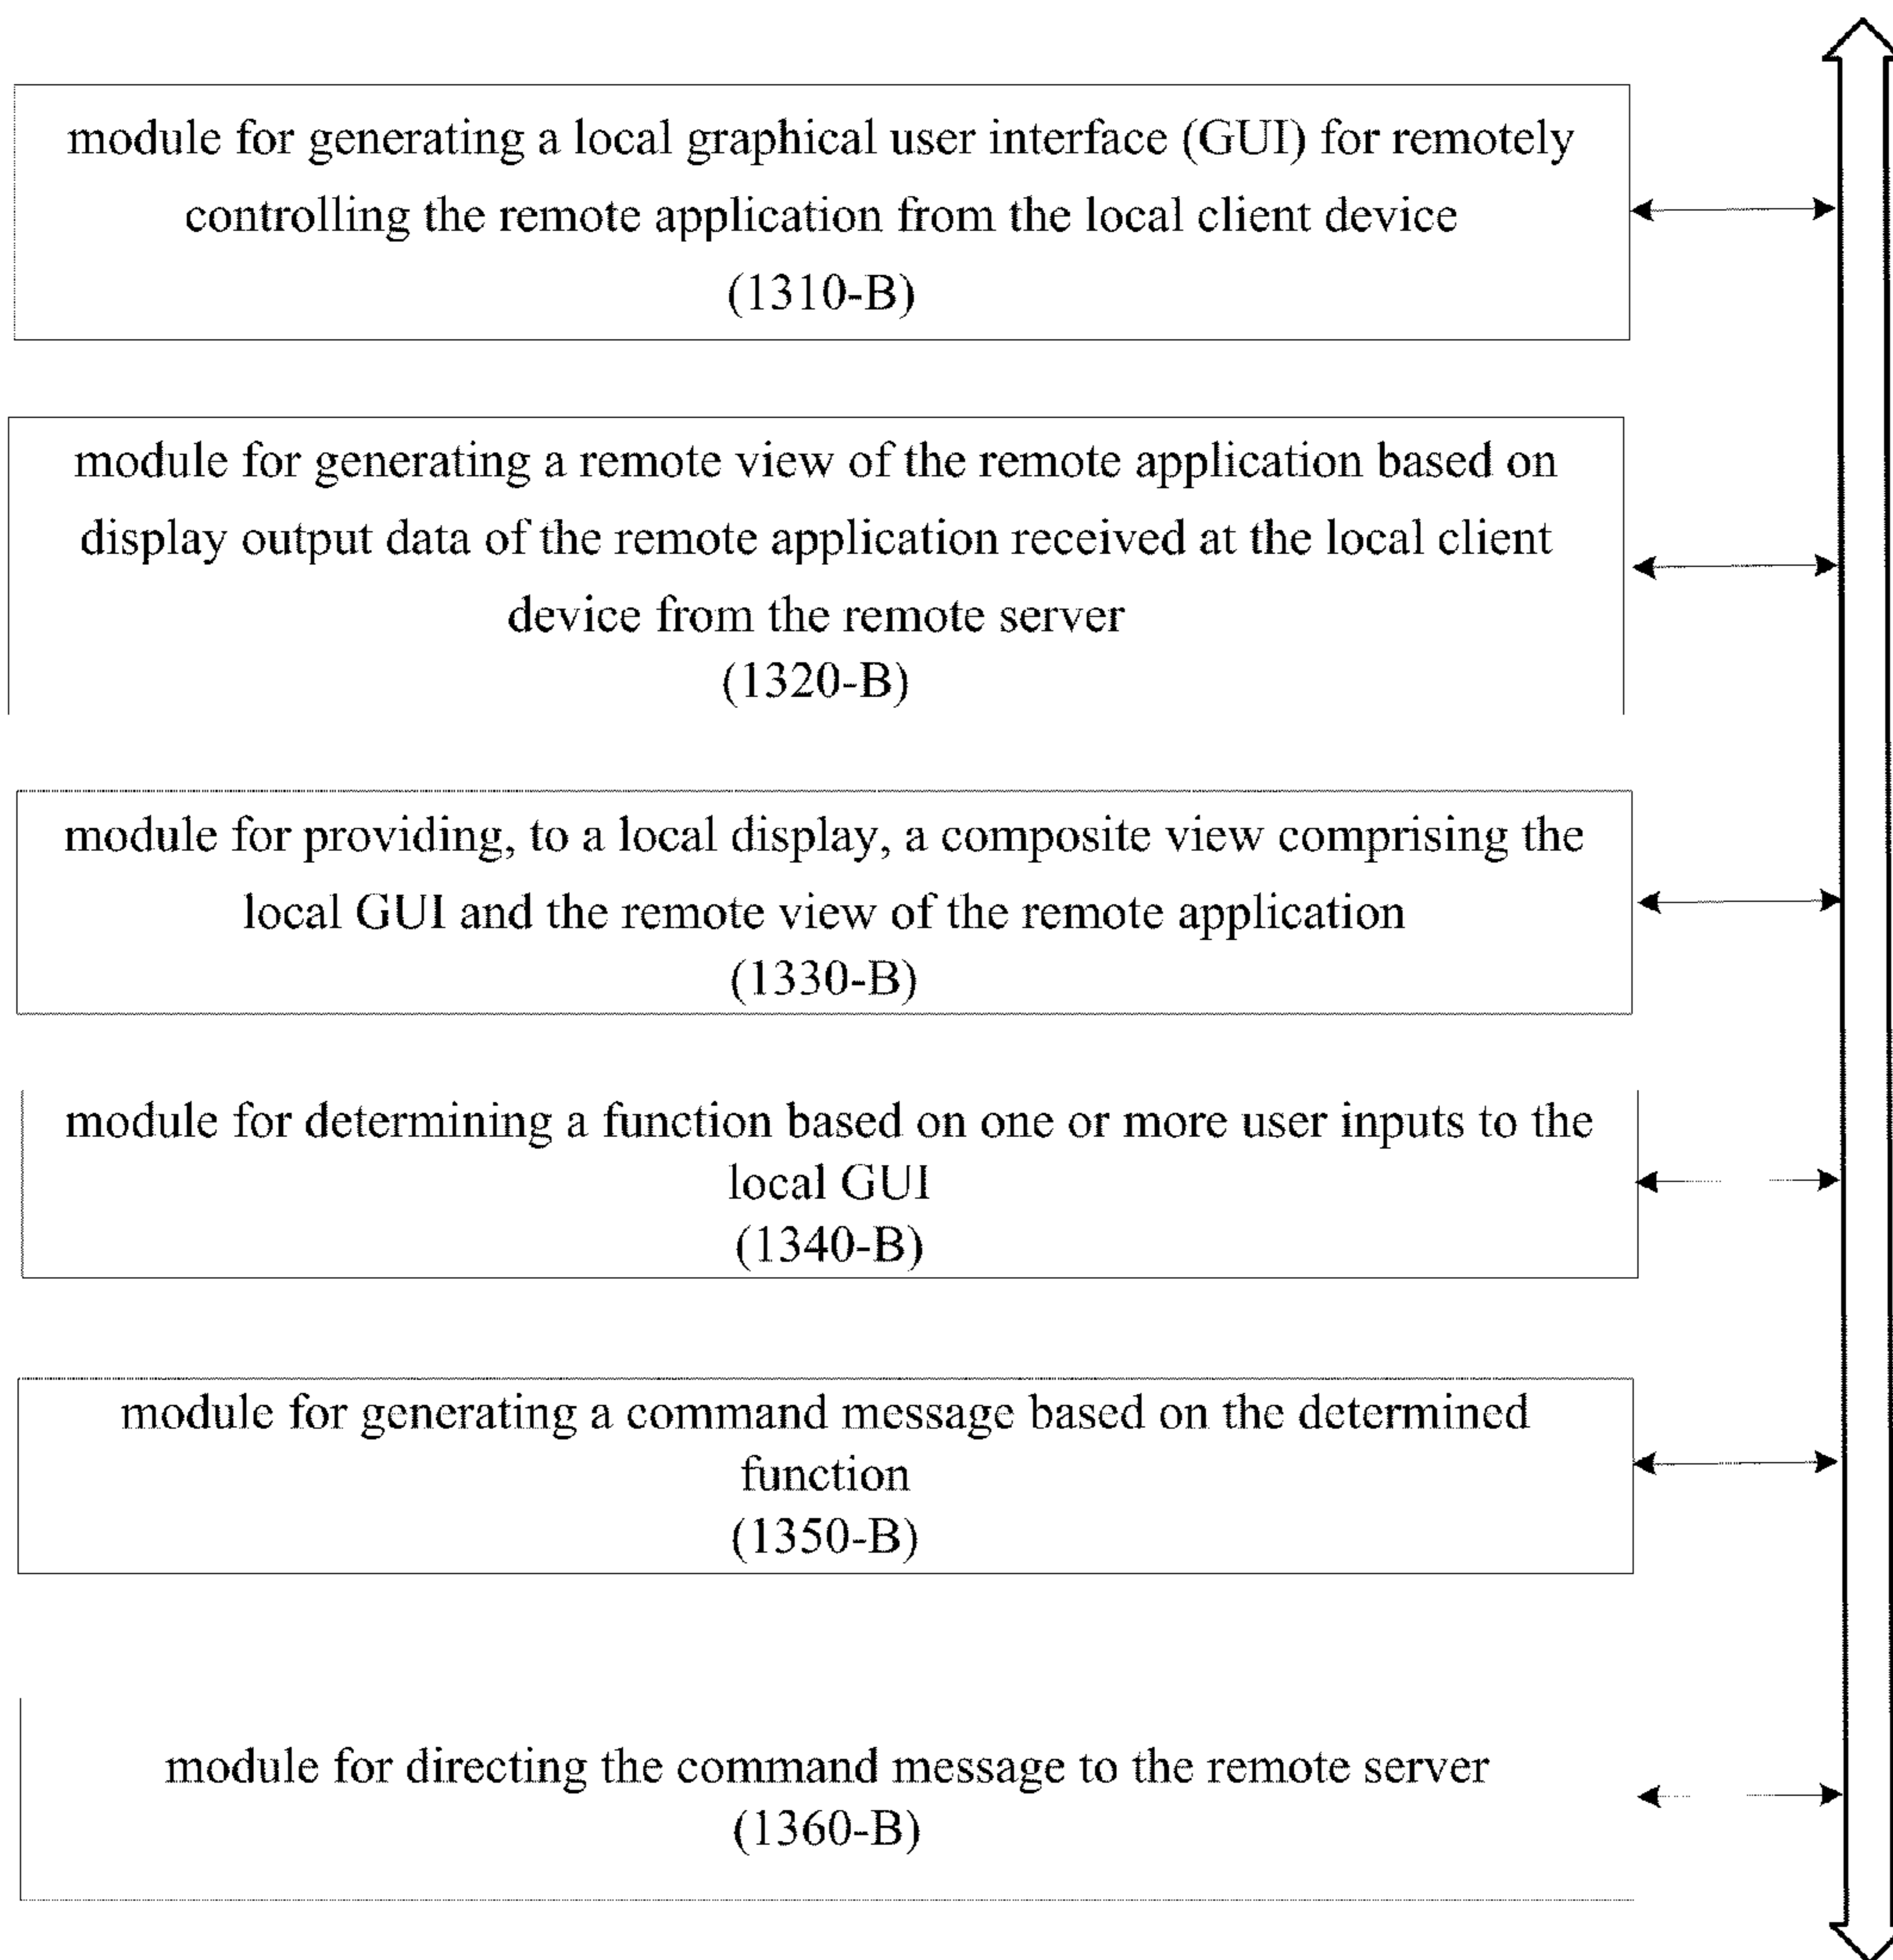 module for generating a local graphical user interface (GUI) for remotely
controlling the remote application from the local client device
(1310-B)
module for generating a remote view of the remote application based on
display output data of the remote application received at the local client
device from the remote server
(1320-B)
module for providing, to a local display, a composite view comprising the
local GUI and the remote view of the remote application
(1330-B)
module for determining a function based on one or more user inputs to the
local GUI
(1340-B)
module for generating a command message based on the determined
function
(1350-B)
module for directing the command message to the remote server
(1360-B)